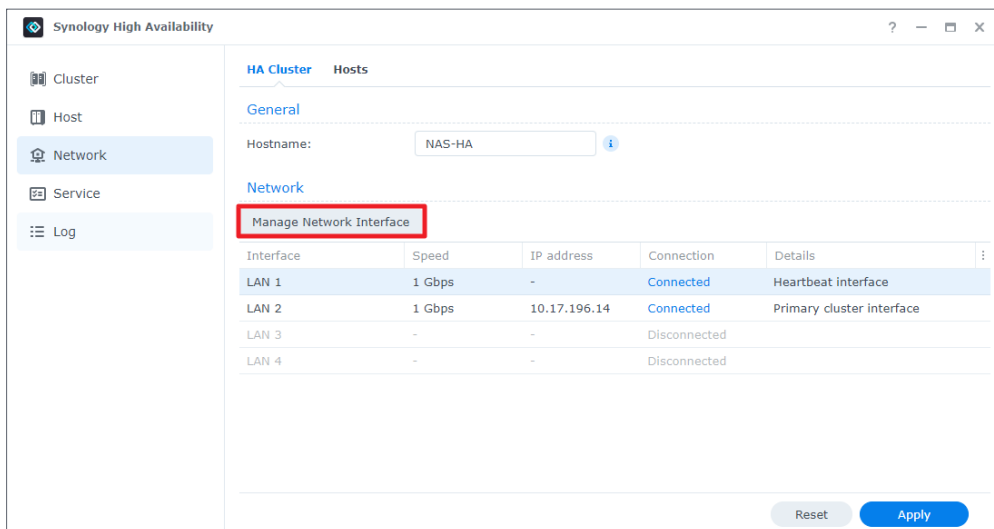 Synology High Availability
?
Cluster
Host
Network
Service
Log
HA Cluster Hosts
General
Hostname: NAS-HA i
Network
Manage Network Interface
Interface Speed IP address Connection Details
LAN 1 1 Gbps - Connected Heartbeat interface
LAN 2 1 Gbps 10.17.196.14 Connected Primary cluster interface
LAN 3 - - Disconnected
LAN 4 - - Disconnected
Reset Apply